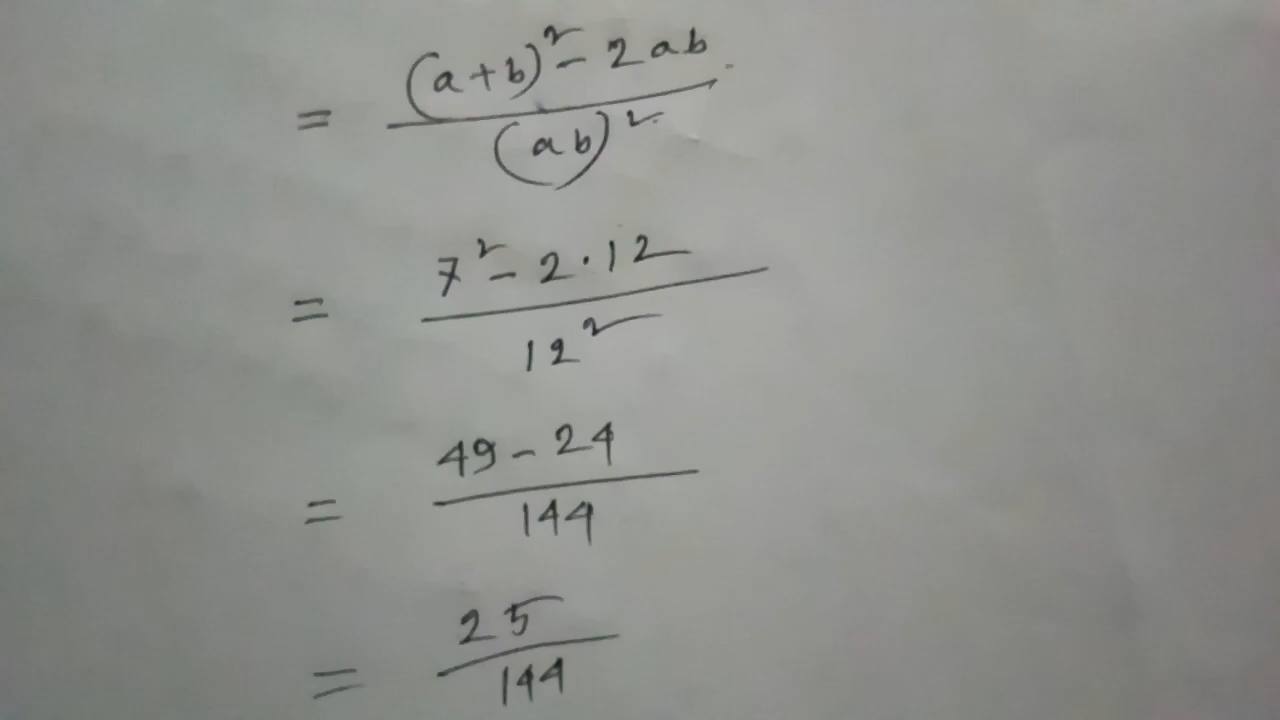 = (a+b)² - 2ab
(ab)²
= 7² - 2·12
12²
= 49 - 24
144
= 25
144